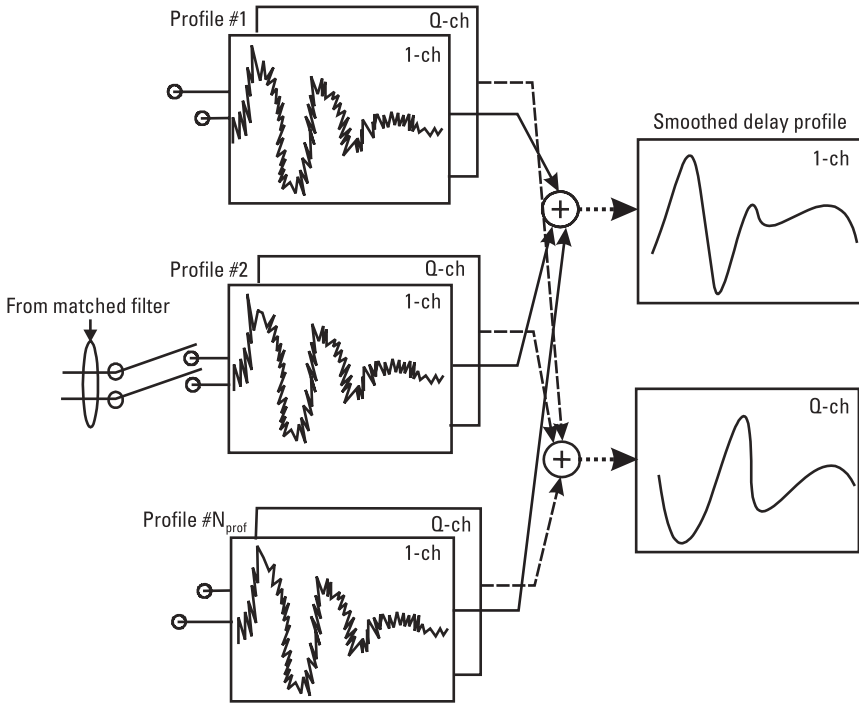 Profile #1
Q-ch
1-ch
Smoothed delay profile
1-ch
+
Profile #2
Q-ch
1-ch
From matched filter
Q-ch
+
Profile #Nprof
Q-ch
1-ch